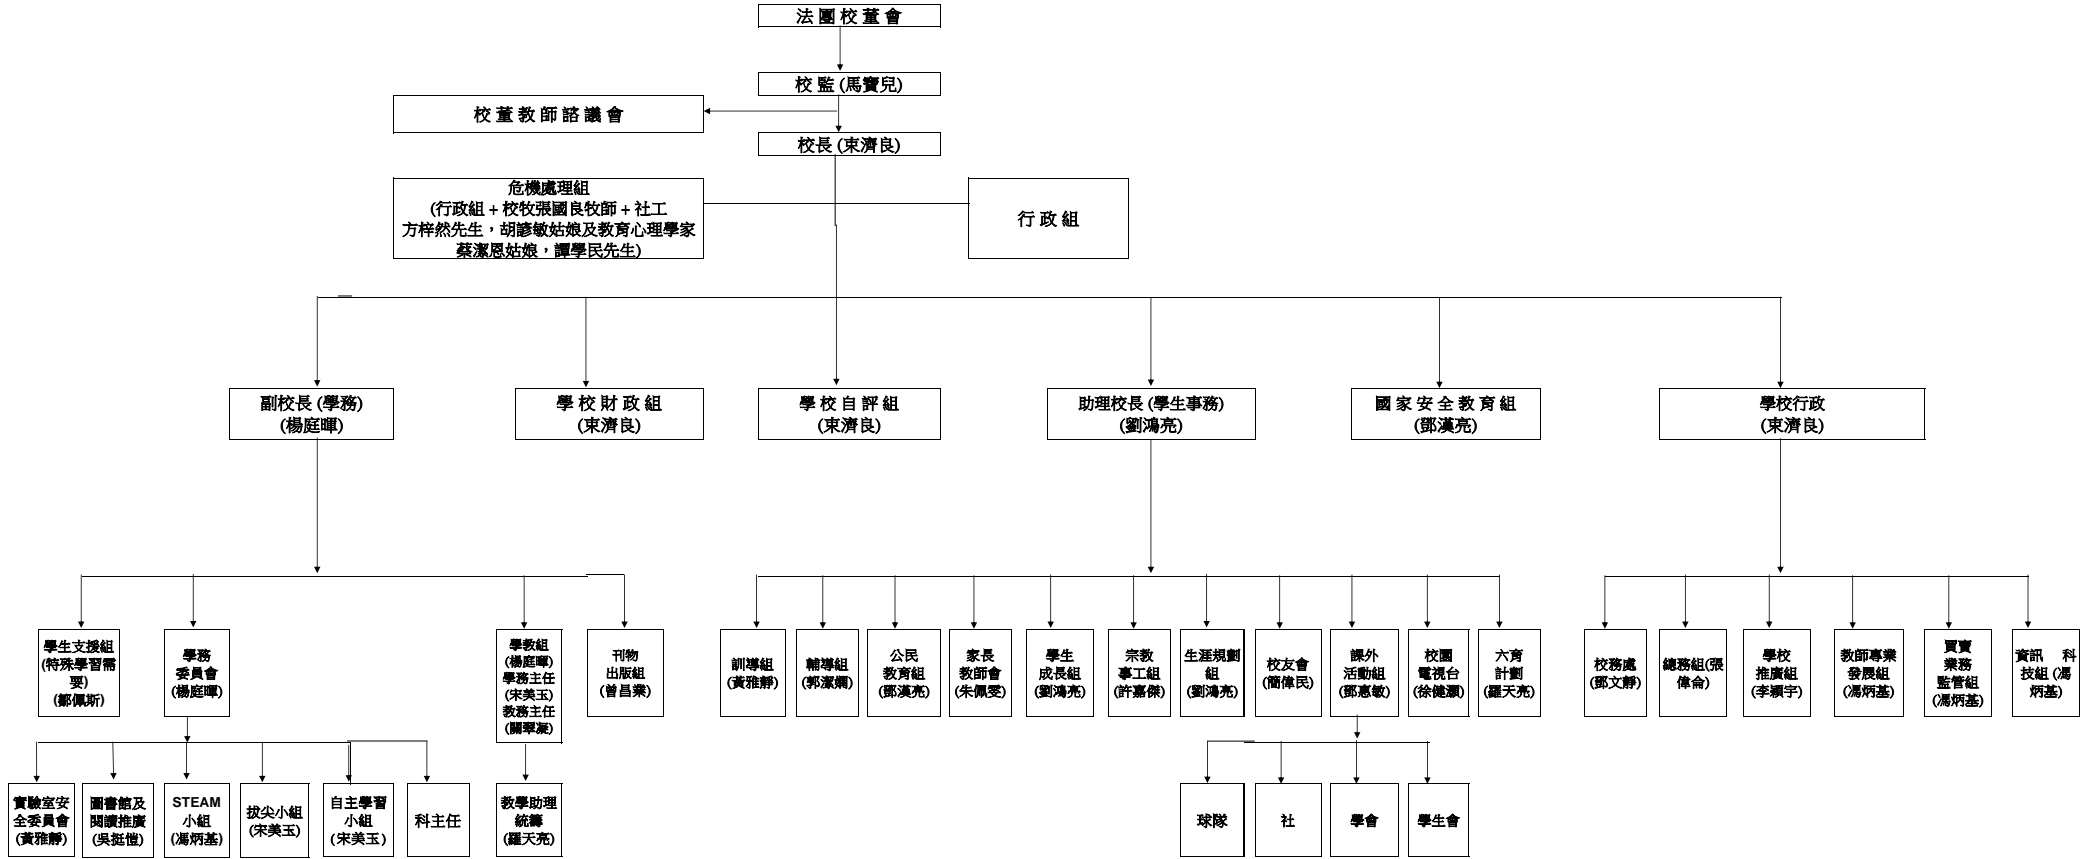 法 團 校 董 會
校 監 (馬寶兒)
校 董 教 師 諮 議 會
校長 (束濟良)
危機處理組
(行政組 + 校牧張國良牧師 + 社工
方梓然先生，胡諺敏姑娘及教育心理學家
蔡潔恩姑娘，譚學民先生)
行 政 組
副校長 (學務)
(楊庭暉)
學 校 財 政 組
(束濟良)
學 校 自 評 組
(束濟良)
助理校長 (學生事務)
(劉鴻亮)
國 家 安 全 教 育 組
(鄧漢亮)
學校行政
(束濟良)
學生支援組
(特殊學習需
要)
(鄒佩斯)
學務
委員會
(楊庭暉)
學教組
(楊庭暉)
學務主任
(宋美玉)
教務主任
(關翠凝)
刊物
出版組
(曾昌業)
訓導組
(黃雅靜)
輔導組
(郭潔嫻)
公民
教育組
(鄧漢亮)
家長
教師會
(朱佩雯)
學生
成長組
(劉鴻亮)
宗教
事工組
(許嘉傑)
生涯規劃
組
(劉鴻亮)
校友會
(簡偉民)
課外
活動組
(鄧惠敏)
校園
電視台
(徐健灝)
六育
計劃
(羅天亮)
校務處
(鄧文靜)
總務組(張
偉侖)
學校
推廣組
(李穎宇)
教師專業
發展組
(馮炳基)
買賣
業務
監管組
(馮炳基)
資訊 科
技組 (馮
炳基)
實驗室安
全委員會
(黃雅靜)
圖書館及
閱讀推廣
(吳挺愷)
STEAM
小組
(馮炳基)
拔尖小組
(宋美玉)
自主學習
小組
(宋美玉)
科主任
教學助理
統籌
(羅天亮)
球隊
社
學會
學生會